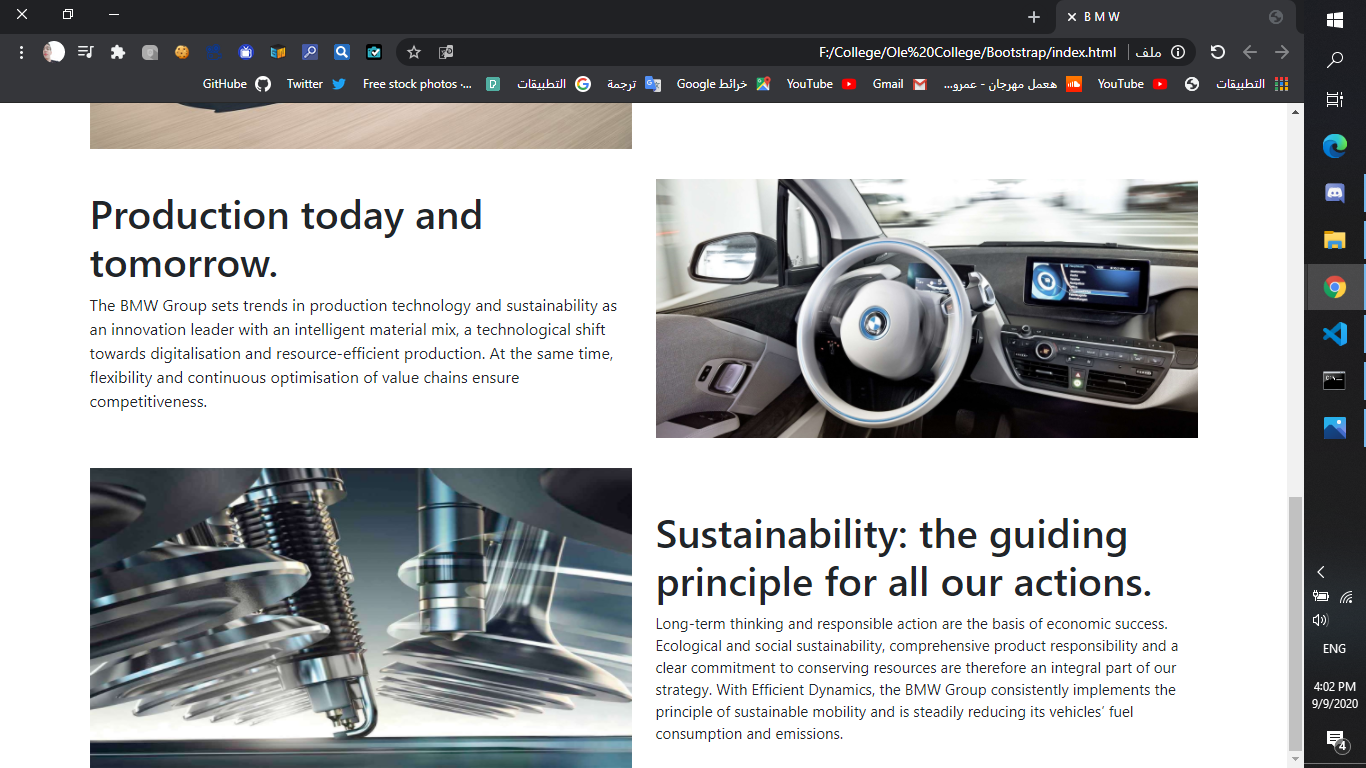 B M W
F:/College/Ole%20College/Bootstrap/index.html
ملف
GitHube
Twitter
Free stock photos ·...
التطبيقات
ترجمة
خرائط Google
YouTube
Gmail
هعمل مهرجان - عمرو...
YouTube
التطبيقات
Production today and
tomorrow.
The BMW Group sets trends in production technology and sustainability as
an innovation leader with an intelligent material mix, a technological shift
towards digitalisation and resource-efficient production. At the same time,
flexibility and continuous optimisation of value chains ensure
competitiveness.
Sustainability: the guiding
principle for all our actions.
Long-term thinking and responsible action are the basis of economic success.
Ecological and social sustainability, comprehensive product responsibility and a
clear commitment to conserving resources are therefore an integral part of our
strategy. With Efficient Dynamics, the BMW Group consistently implements the
principle of sustainable mobility and is steadily reducing its vehicles’ fuel
consumption and emissions.
ENG
4:02 PM
9/9/2020
4